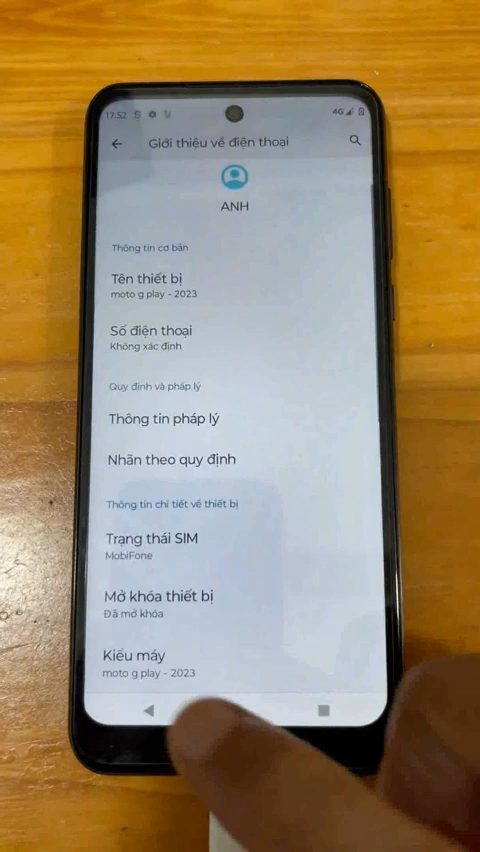 17:52
4G
Giới thiệu về điện thoại
ANH
Thông tin cơ bản
Tên thiết bị
moto g play - 2023
Số điện thoại
Không xác định
Quy định và pháp lý
Thông tin pháp lý
Nhãn theo quy định
Thông tin chi tiết về thiết bị
Trạng thái SIM
MobiFone
Mở khóa thiết bị
Đã mở khóa
Kiểu máy
moto g play - 2023